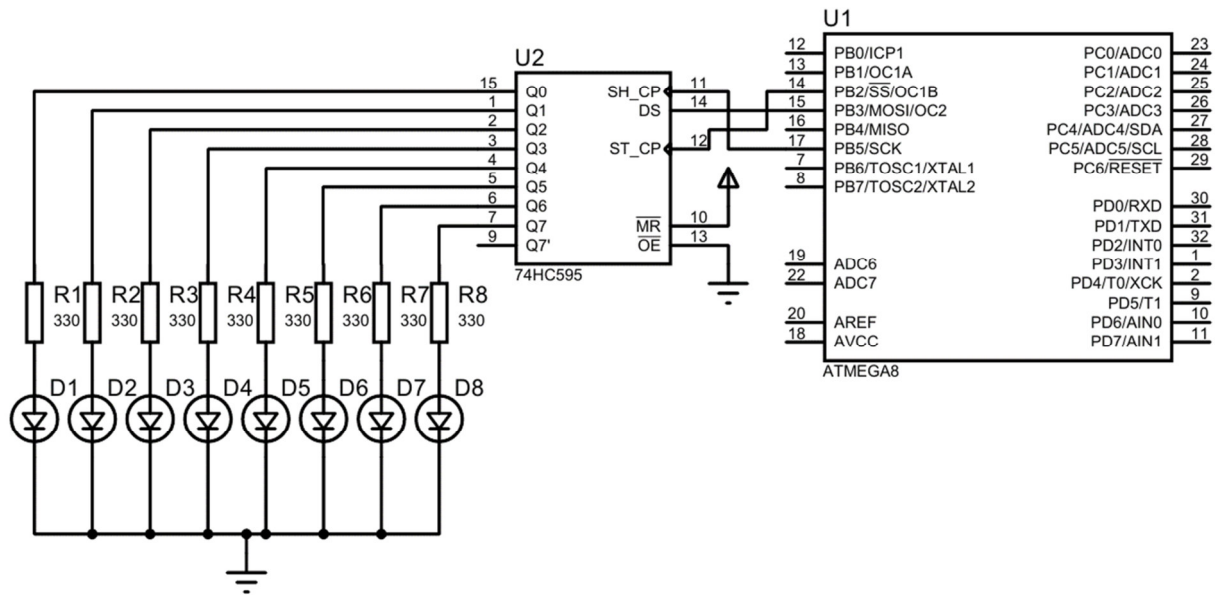 U1
U2
15 Q0
1 Q1
2 Q2
3 Q3
4 Q4
5 Q5
6 Q6
7 Q7
9 Q7'
SH_CP 11
DS 14
ST_CP 12
MR 10
OE 13
74HC595
12 PB0/ICP1
13 PB1/OC1A
14 PB2/SS/OC1B
15 PB3/MOSI/OC2
16 PB4/MISO
17 PB5/SCK
7 PB6/TOSC1/XTAL1
8 PB7/TOSC2/XTAL2
19 ADC6
22 ADC7
20 AREF
18 AVCC
PC0/ADC0 23
PC1/ADC1 24
PC2/ADC2 25
PC3/ADC3 26
PC4/ADC4/SDA 27
PC5/ADC5/SCL 28
PC6/RESET 29
PD0/RXD 30
PD1/TXD 31
PD2/INT0 32
PD3/INT1 1
PD4/T0/XCK 2
PD5/T1 9
PD6/AIN0 10
PD7/AIN1 11
ATMEGA8
R1 R2 R3 R4 R5 R6 R7 R8
330 330 330 330 330 330 330 330
D1 D2 D3 D4 D5 D6 D7 D8